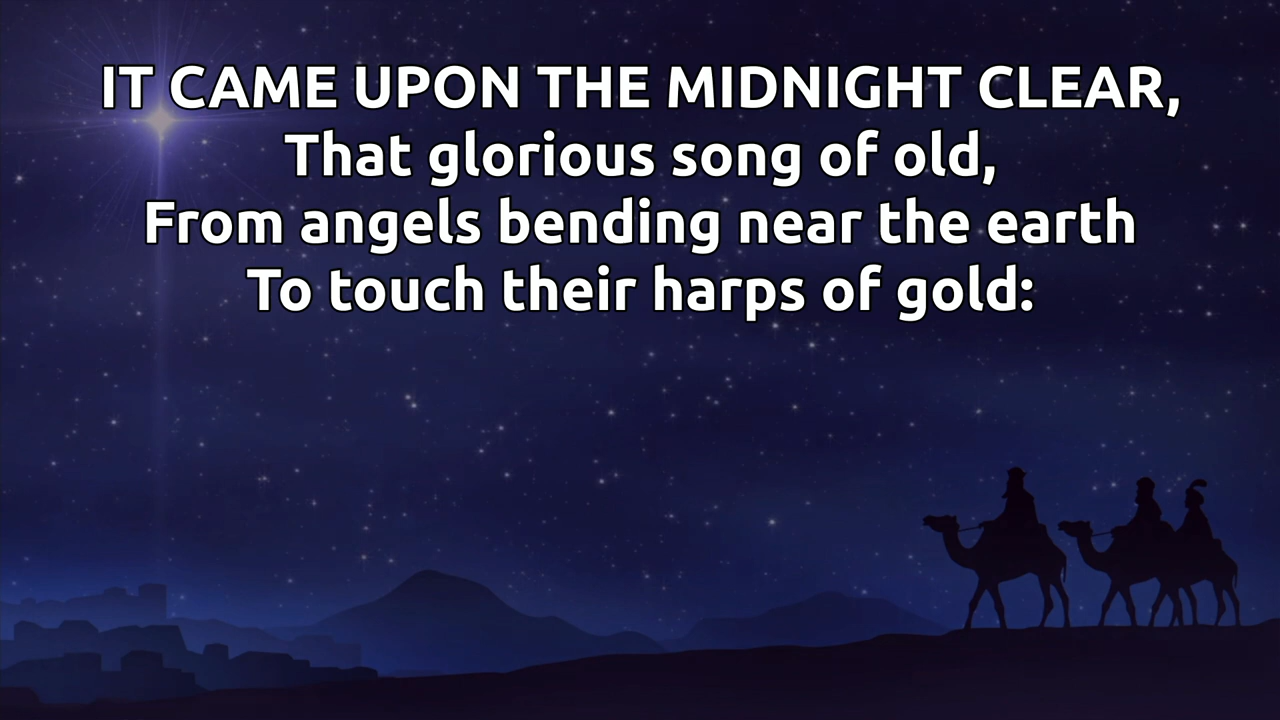 IT CAME UPON THE MIDNIGHT CLEAR,
That glorious song of old,
From angels bending near the earth
To touch their harps of gold: